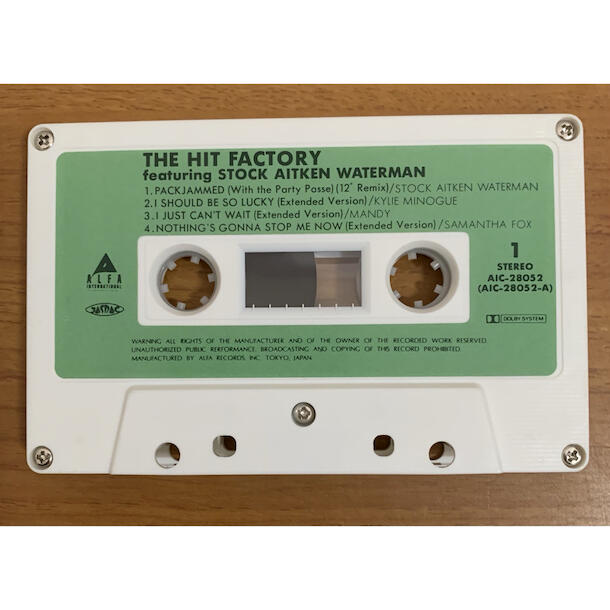 THE HIT FACTORY
featuring STOCK AITKEN WATERMAN
1. PACKJAMMED (With the Party Posse) (12" Remix)/STOCK AITKEN WATERMAN
2. I SHOULD BE SO LUCKY (Extended Version)/KYLIE MINOGUE
3. I JUST CAN'T WAIT (Extended Version)/MANDY
4. NOTHING'S GONNA STOP ME NOW (Extended Version)/SAMANTHA FOX
ALFA
INTERNATIONAL
JASRAC
1
STEREO
AIC-28052
(AIC-28052-A)
DOLBY SYSTEM
WARNING: ALL RIGHTS OF THE MANUFACTURER AND OF THE OWNER OF THE RECORDED WORK RESERVED.
UNAUTHORIZED PUBLIC RERFORMANCE, BROADCASTING AND COPYING OF THIS RECORD PROHIBITED.
MANUFACTURED BY ALFA RECORDS, INC. TOKYO, JAPAN